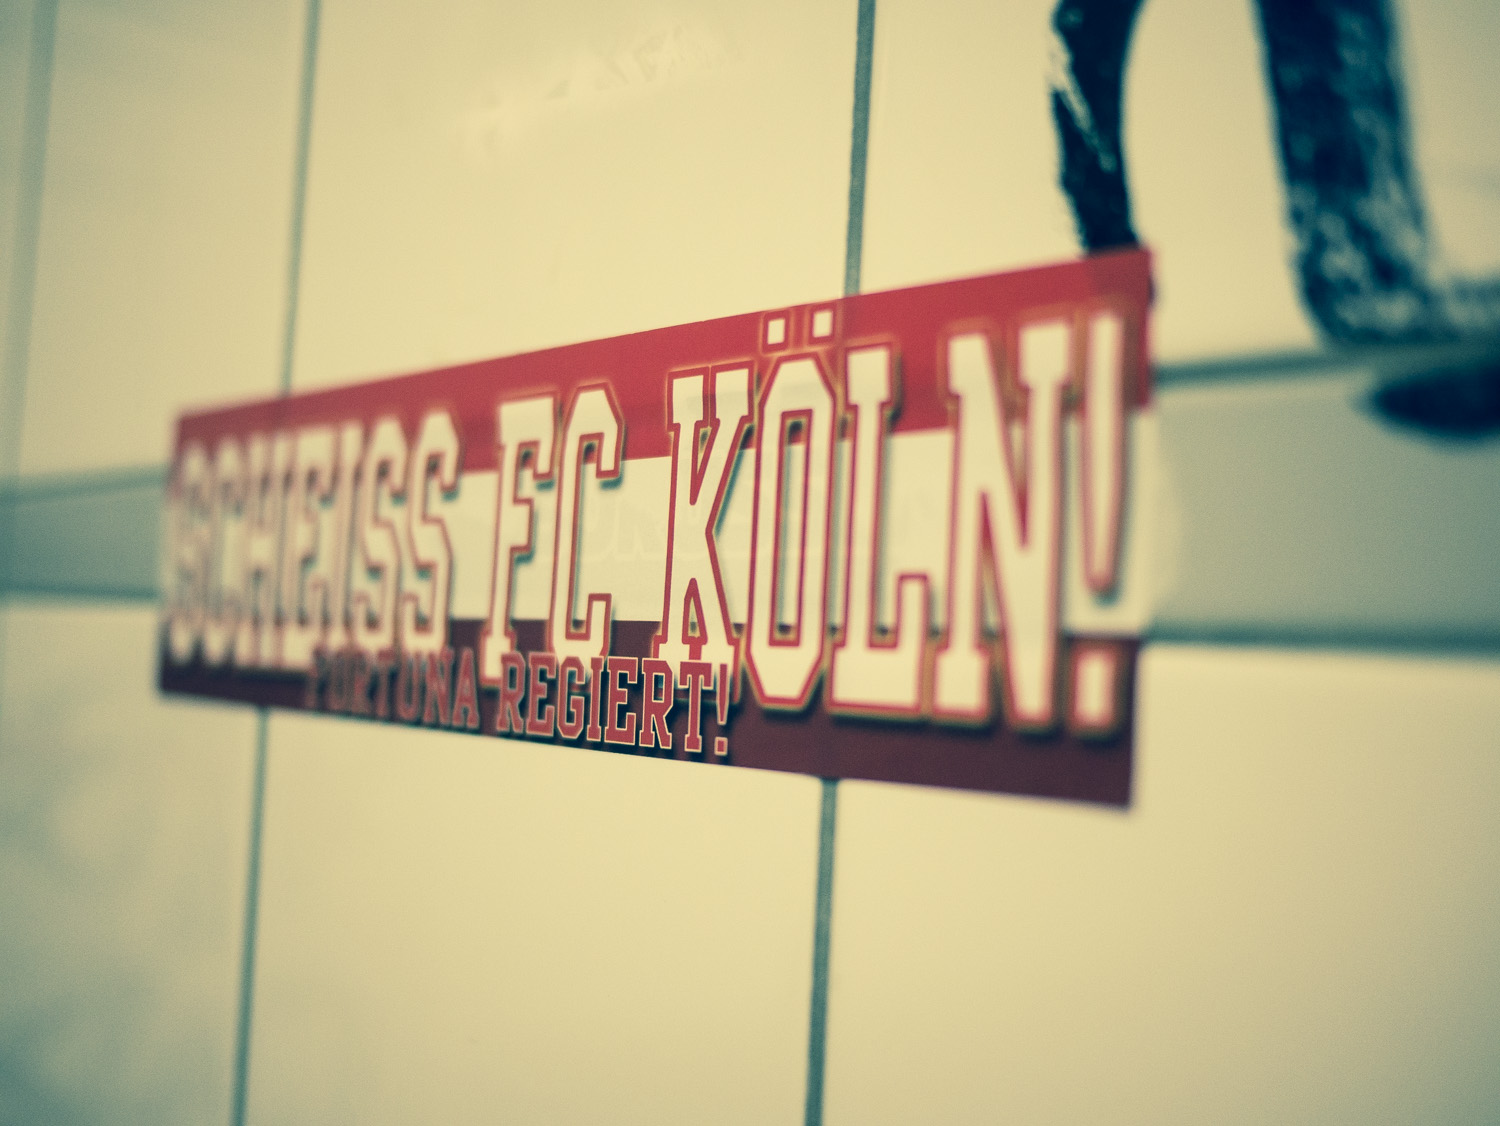 SCHEISS FC KÖLN!
FORTUNA REGIERT!